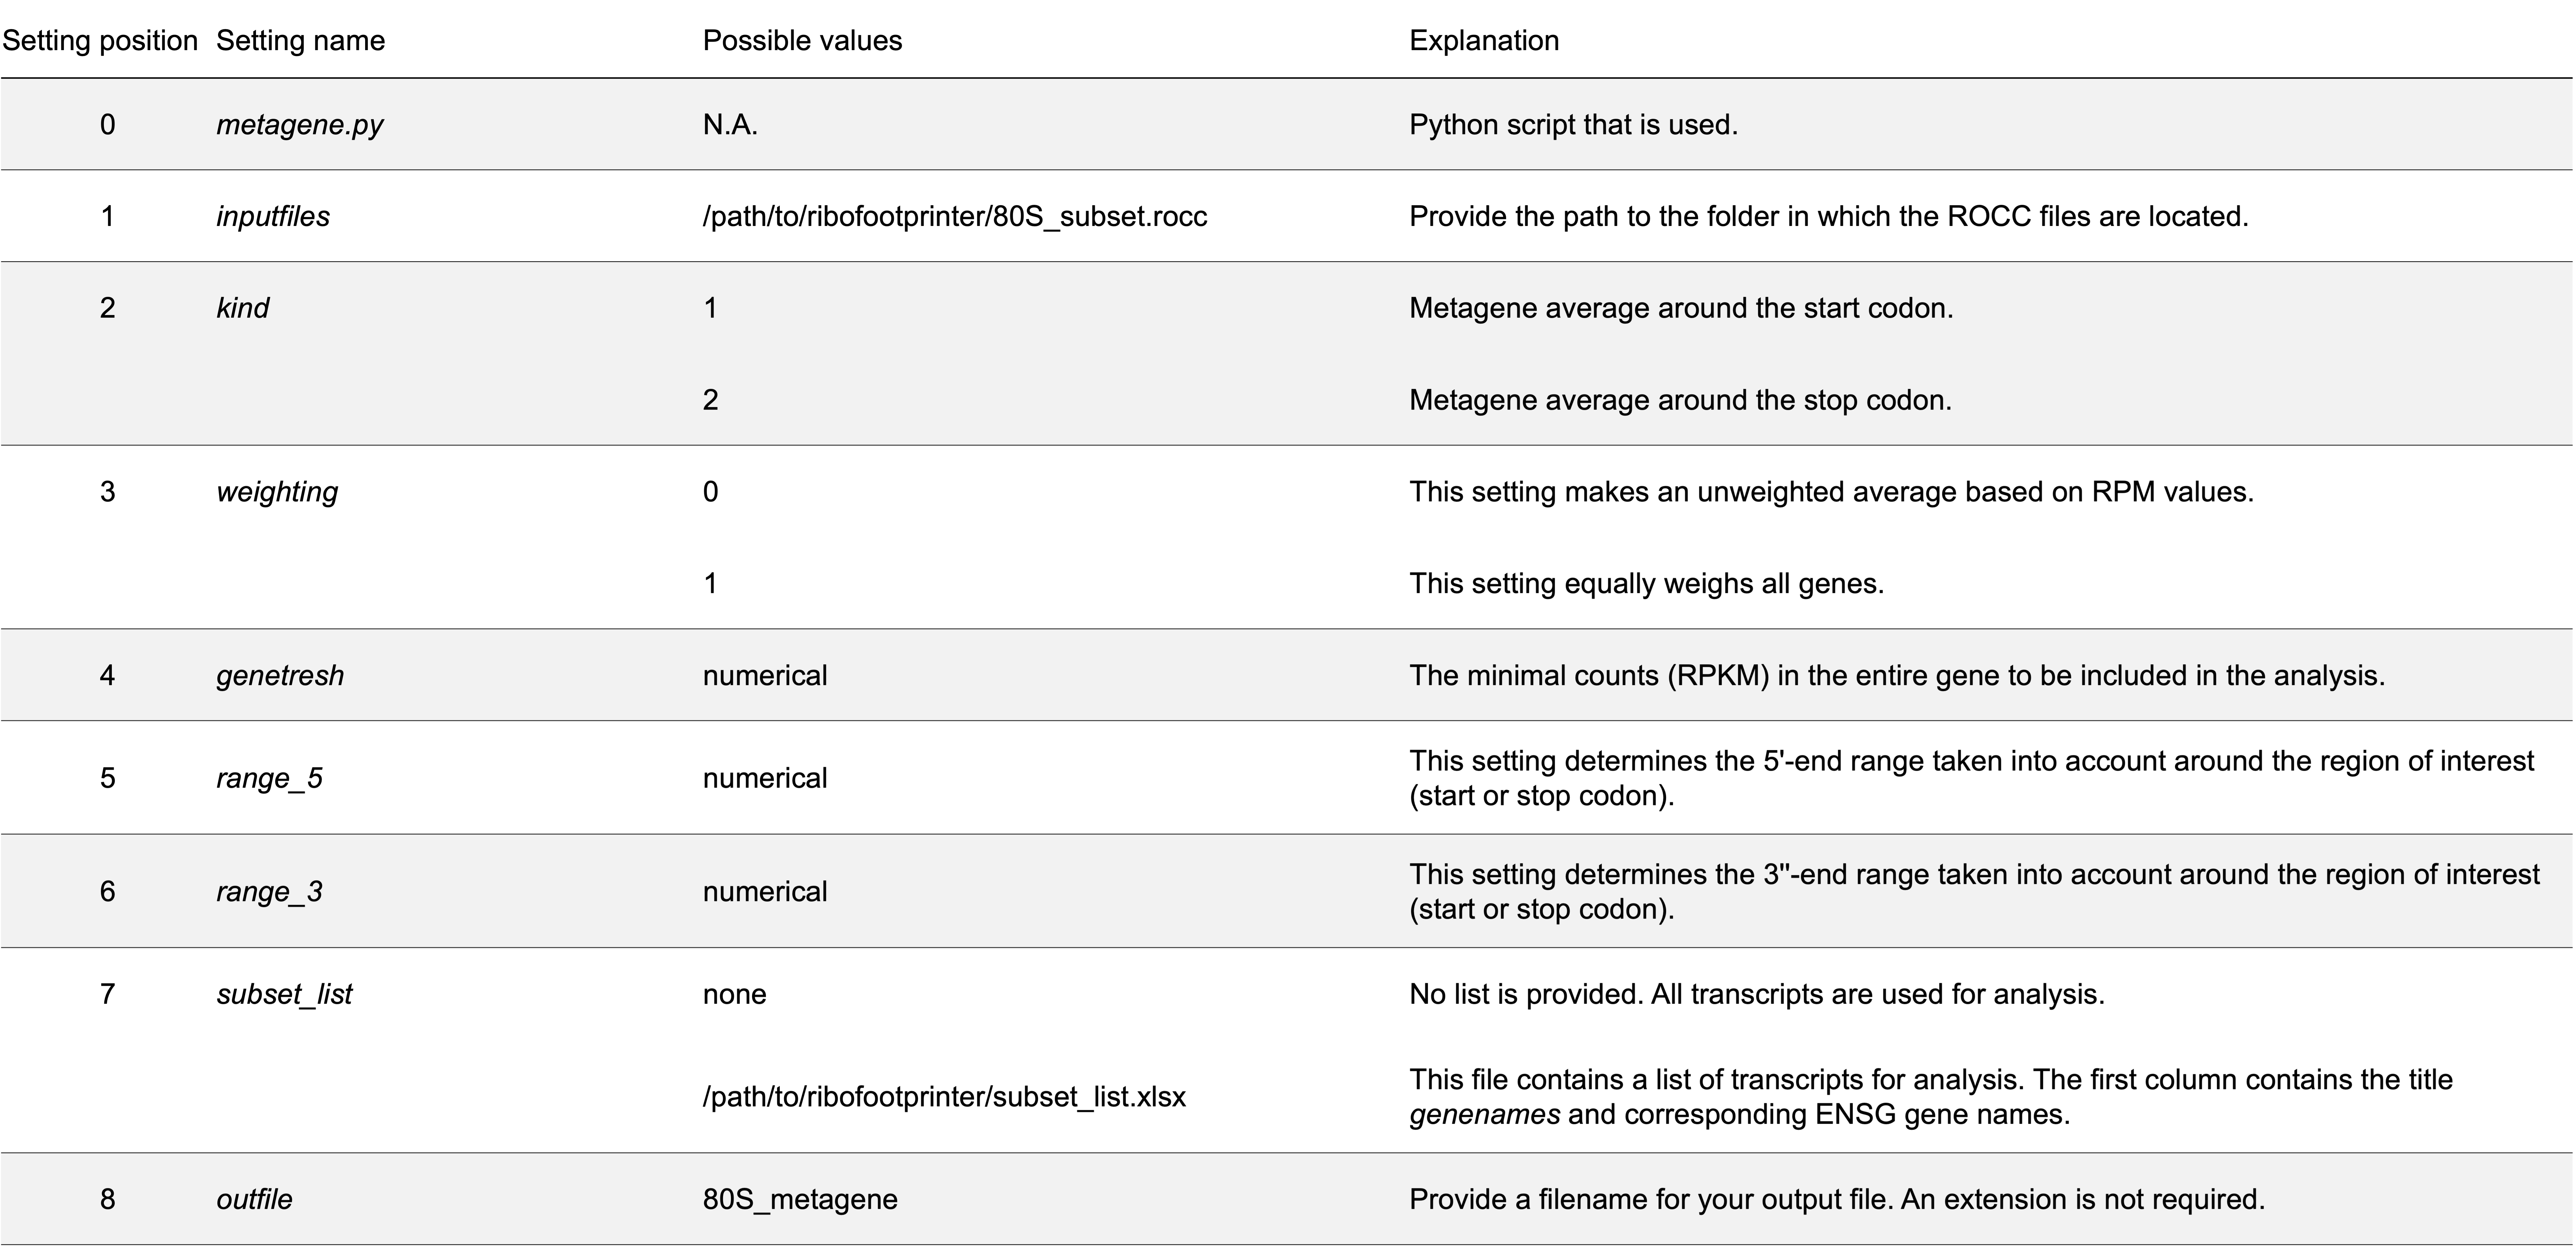 Setting position Setting name Possible values Explanation
0 metagene.py N.A. Python script that is used.
1 inputfiles /path/to/ribofootprinter/80S_subset.rocc Provide the path to the folder in which the ROCC files are located.
2 kind 1 Metagene average around the start codon.
2 Metagene average around the stop codon.
3 weighting 0 This setting makes an unweighted average based on RPM values.
1 This setting equally weighs all genes.
4 genetresh numerical The minimal counts (RPKM) in the entire gene to be included in the analysis.
5 range_5 numerical This setting determines the 5'-end range taken into account around the region of interest
(start or stop codon).
6 range_3 numerical This setting determines the 3''-end range taken into account around the region of interest
(start or stop codon).
7 subset_list none No list is provided. All transcripts are used for analysis.
/path/to/ribofootprinter/subset_list.xlsx This file contains a list of transcripts for analysis. The first column contains the title
genenames and corresponding ENSG gene names.
8 outfile 80S_metagene Provide a filename for your output file. An extension is not required.